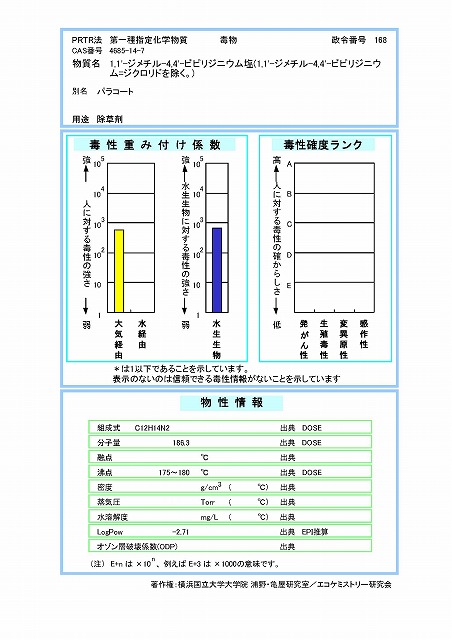 PRTR法 第一種指定化学物質 毒物 政令番号 168
CAS番号 4685-14-7
物質名 1,1'-ジメチル-4,4'-ビピリジニウム塩(1,1'-ジメチル-4,4'-ビピリジニウ
ム=ジクロリドを除く。)
別名 パラコート
用途 除草剤
毒性重み付け係数
強 人に対する毒性の強さ 弱
10^5
10^4
10^3
10^2
10
1
大気経由
水経由
強 水生生物に対する毒性の強さ 弱
10^5
10^4
10^3
10^2
10
1
水生生物
毒性確度ランク
高 人に対する毒性の確からしさ 低
A
B
C
D
E
発がん性
生殖毒性
変異原性
感作性
*は1以下であることを示しています。
表示のないのは信頼できる毒性情報がないことを示しています
物性情報
組成式 C12H14N2 出典 DOSE
分子量 186.3 出典 DOSE
融点 ℃ 出典
沸点 175~180 ℃ 出典 DOSE
密度 g/cm3 ( ℃) 出典
蒸気圧 Torr ( ℃) 出典
水溶解度 mg/L ( ℃) 出典
LogPow -2.71 出典 EPI推算
オゾン層破壊係数(ODP) 出典
(注) E+n は ×10^n、例えば E+3 は ×1000の意味です。
著作権:横浜国立大学大学院 浦野・亀屋研究室/エコケミストリー研究会